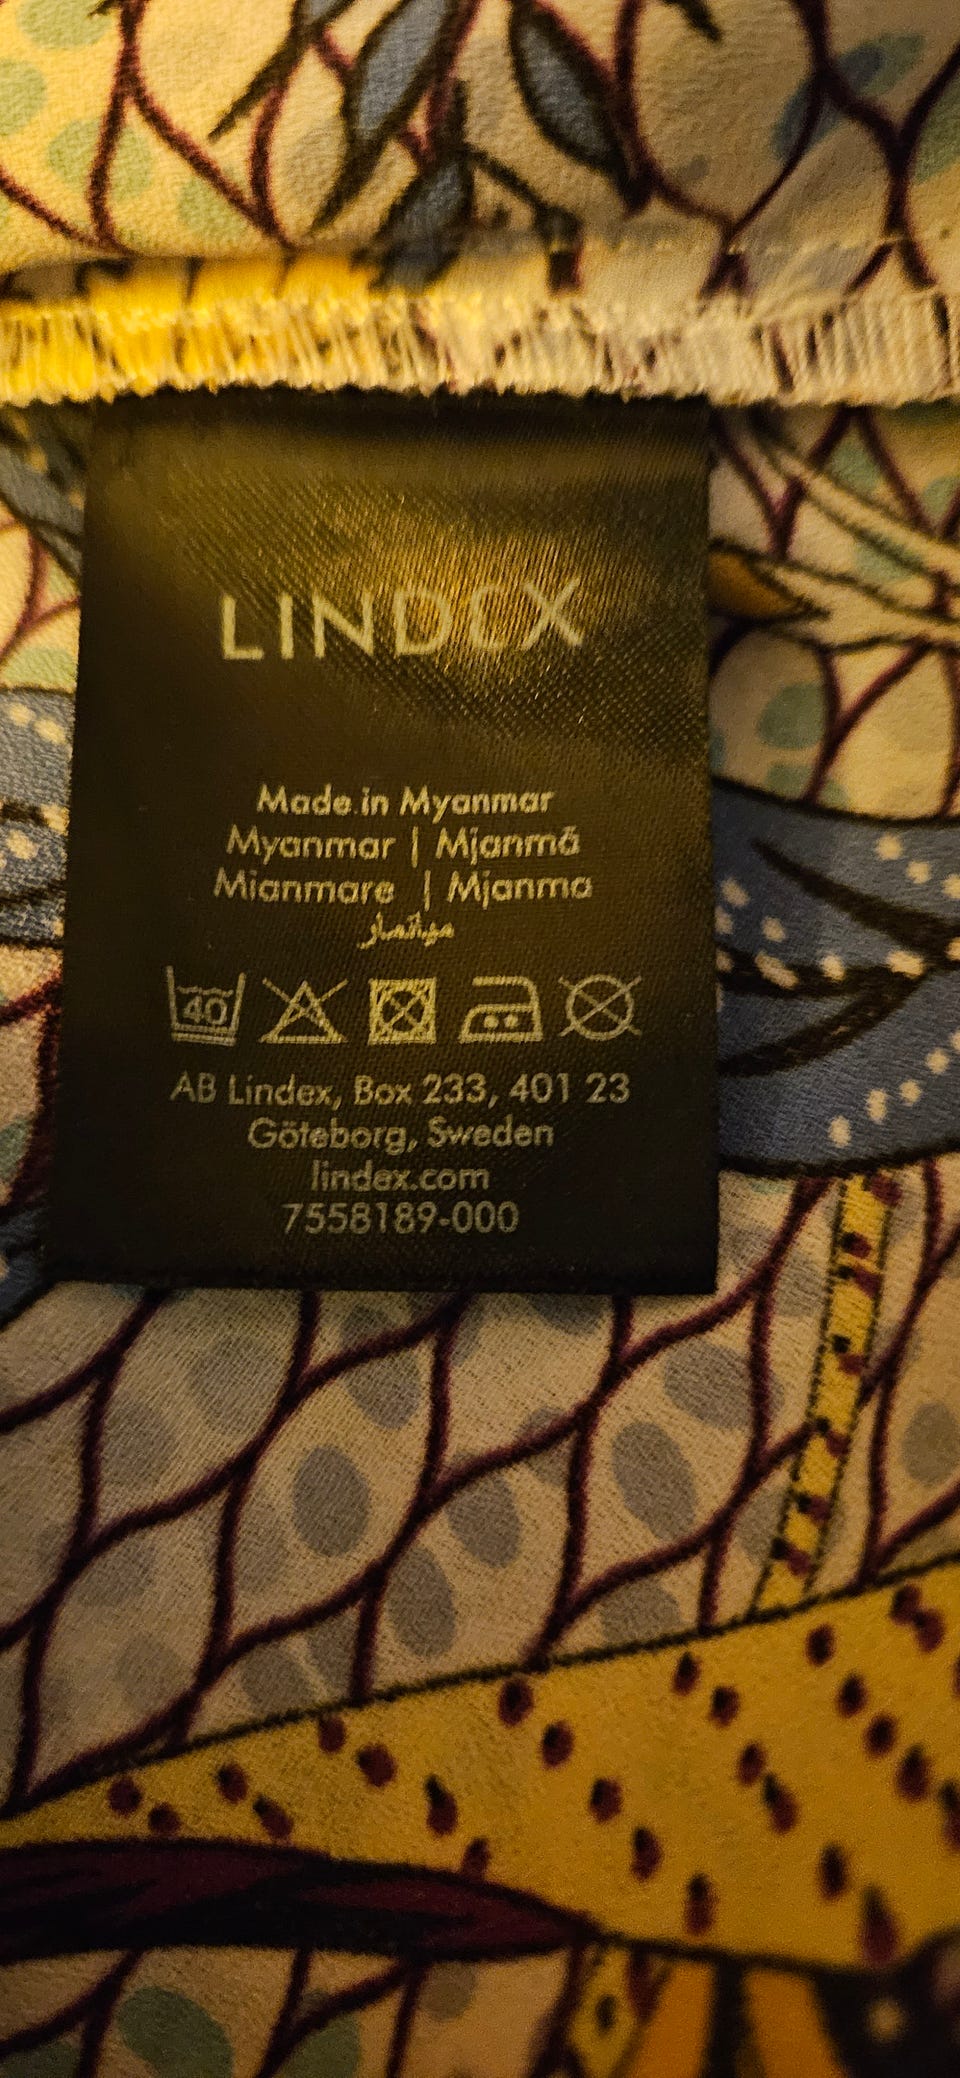 LINDEX
Made in Myanmar
Myanmar | Mjanmā
Mianmare | Mjanma
ميانمار
40
AB Lindex, Box 233, 401 23
Göteborg, Sweden
lindex.com
7558189-000